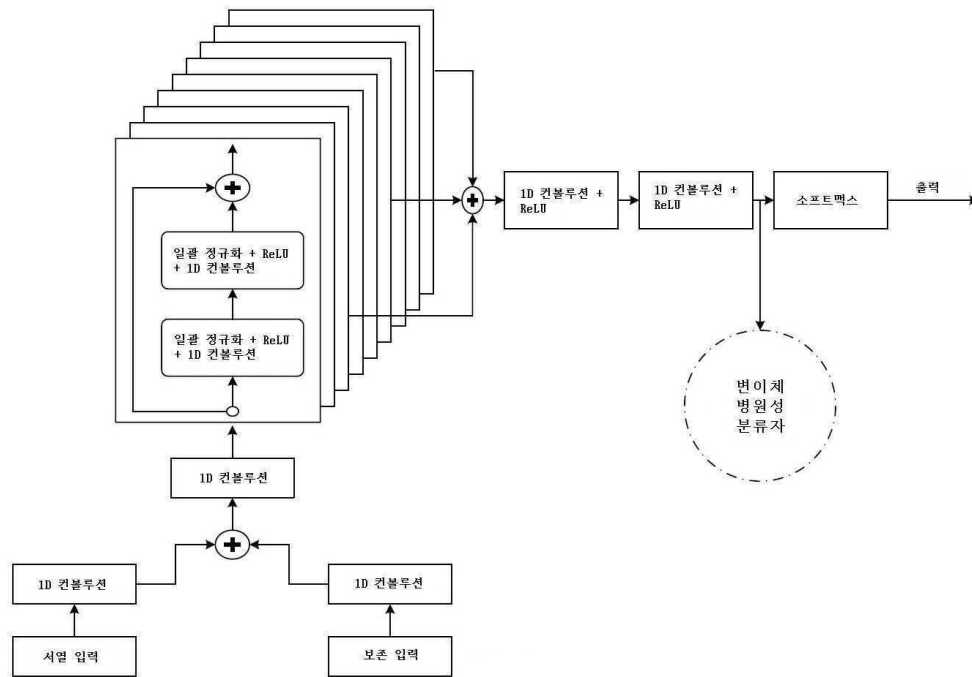 일괄 정규화 + ReLU
+ 1D 컨볼루션
일괄 정규화 + ReLU
+ 1D 컨볼루션
1D 컨볼루션
1D 컨볼루션
서열 입력
1D 컨볼루션
보존 입력
1D 컨볼루션 +
ReLU
1D 컨볼루션 +
ReLU
소프트맥스
출력
변이체
병원성
분류자